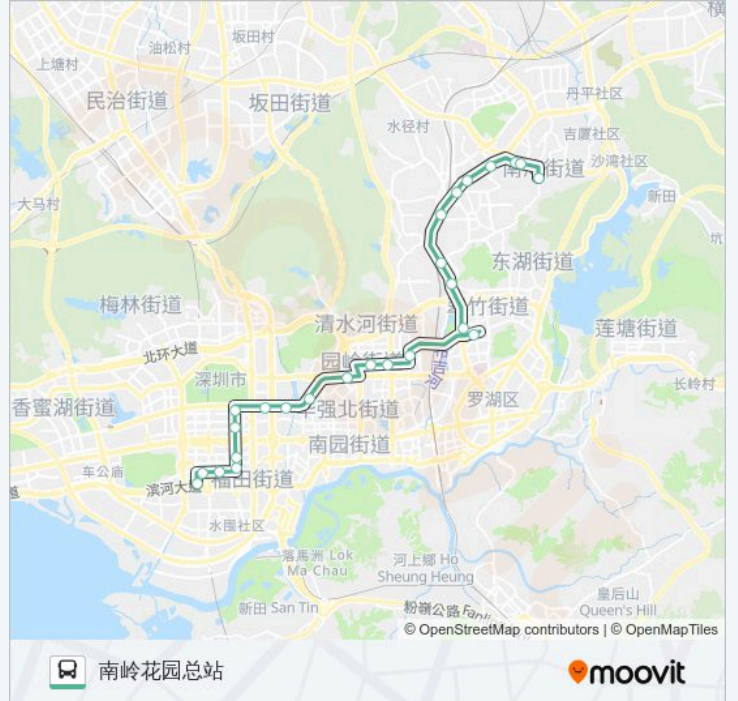 横
坂田村
油松村
上塘村
民治街道
坂田街道
丹平社区
水径村
吉厦社区
沙湾社区
南湾街道
新田
大马村
坑
东湖街道
梅林街道
竹街道
清水河街道
莲塘街道
北环大道
园岭街道
深圳市
长岭村
罗湖区
香蜜湖街道
华强北街道
南园街道
车公庙
滨河大道
福田街道
水围社区
落馬洲 Lok
Ma Chau
河上鄉 Ho
Sheung Heung
皇后山
Queen's Hill
新田 San Tin
粉嶺公路
© OpenStreetMap contributors | © OpenMapTiles
南岭花园总站
moovit